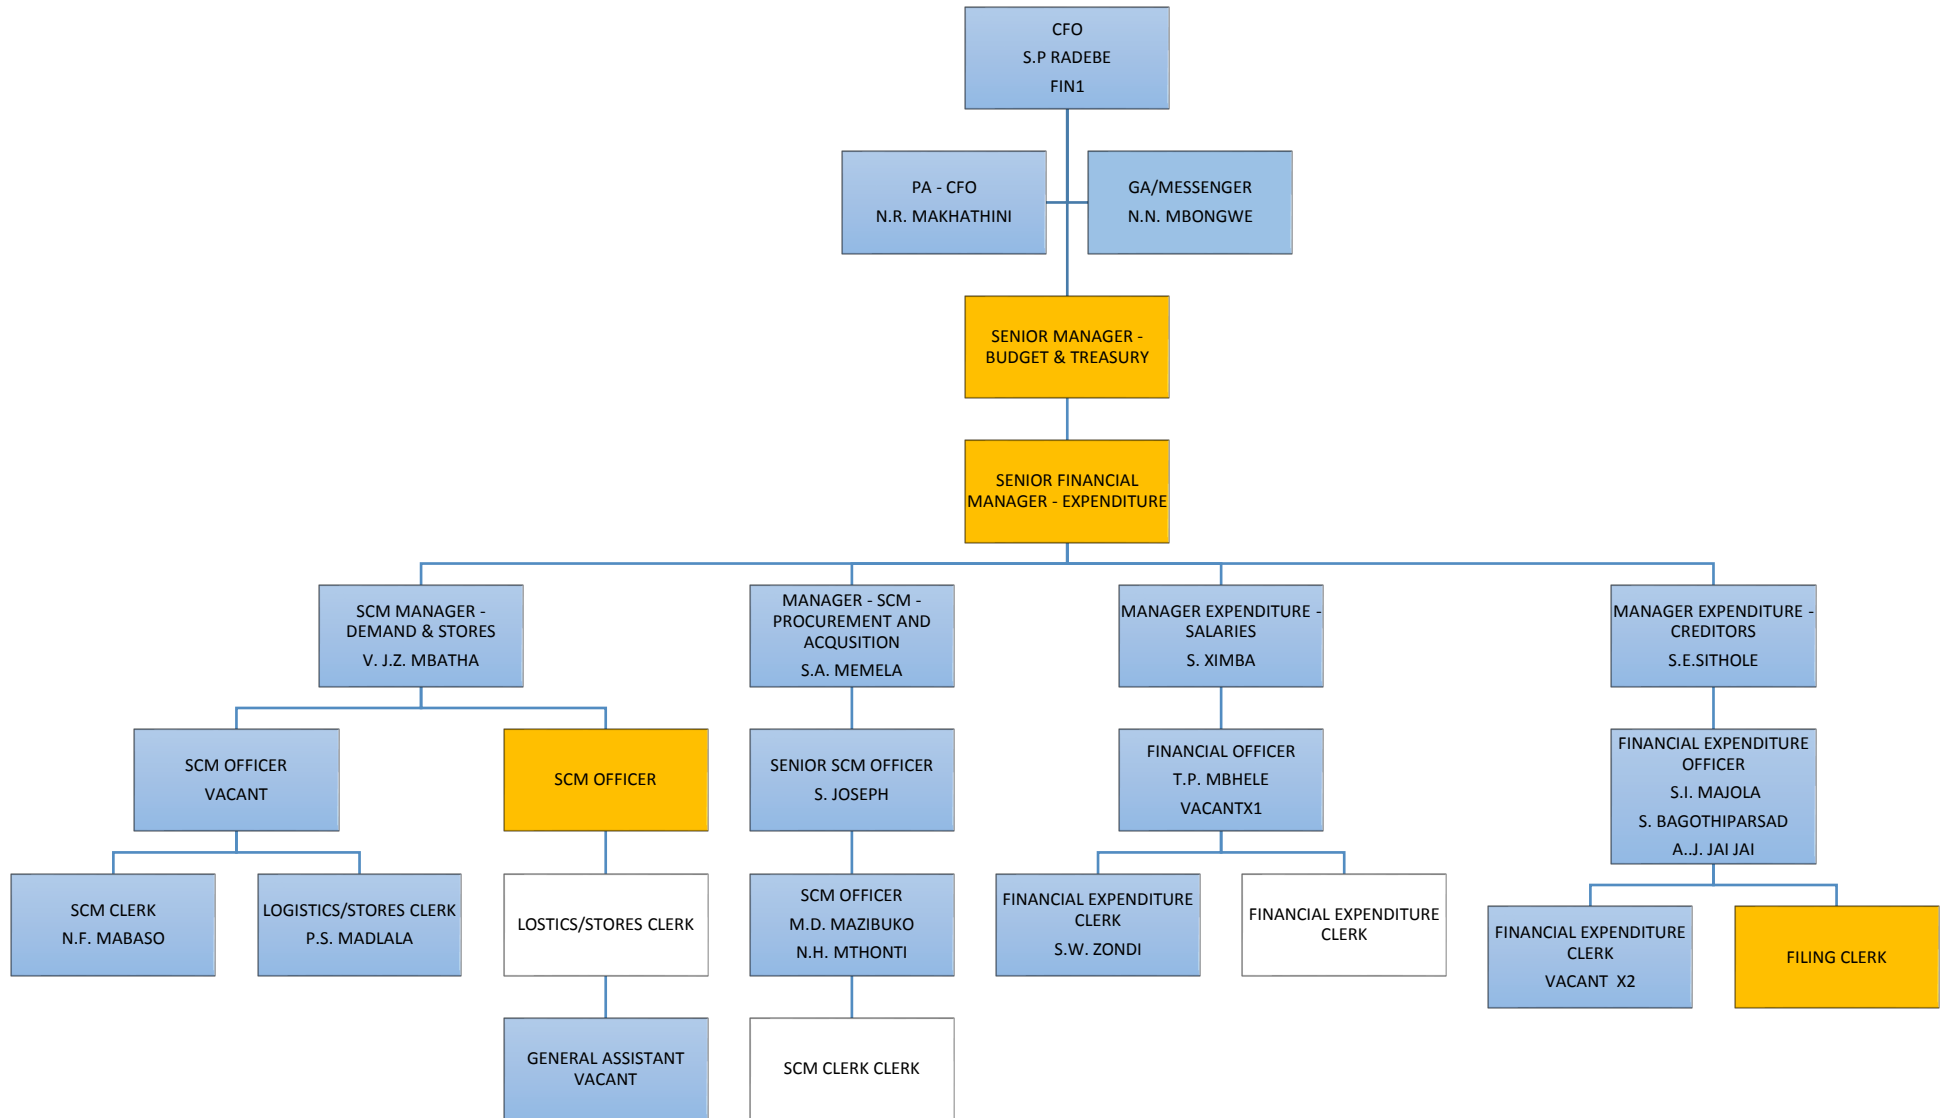 CFO
S.P RADEBE
FIN1
PA - CFO
N.R. MAKHATHINI
GA/MESSENGER
N.N. MBONGWE
SENIOR MANAGER -
BUDGET & TREASURY
SENIOR FINANCIAL
MANAGER - EXPENDITURE
SCM MANAGER -
DEMAND & STORES
V. J.Z. MBATHA
MANAGER - SCM -
PROCUREMENT AND
ACQUSITION
S.A. MEMELA
MANAGER EXPENDITURE -
SALARIES
S. XIMBA
MANAGER EXPENDITURE -
CREDITORS
S.E.SITHOLE
SCM OFFICER
VACANT
SCM OFFICER
SENIOR SCM OFFICER
S. JOSEPH
FINANCIAL OFFICER
T.P. MBHELE
VACANTX1
FINANCIAL EXPENDITURE
OFFICER
S.I. MAJOLA
S. BAGOTHIPARSAD
A..J. JAI JAI
SCM CLERK
N.F. MABASO
LOGISTICS/STORES CLERK
P.S. MADLALA
LOSTICS/STORES CLERK
SCM OFFICER
M.D. MAZIBUKO
N.H. MTHONTI
FINANCIAL EXPENDITURE
CLERK
S.W. ZONDI
FINANCIAL EXPENDITURE
CLERK
FINANCIAL EXPENDITURE
CLERK
VACANT  X2
FILING CLERK
GENERAL ASSISTANT
VACANT
SCM CLERK CLERK